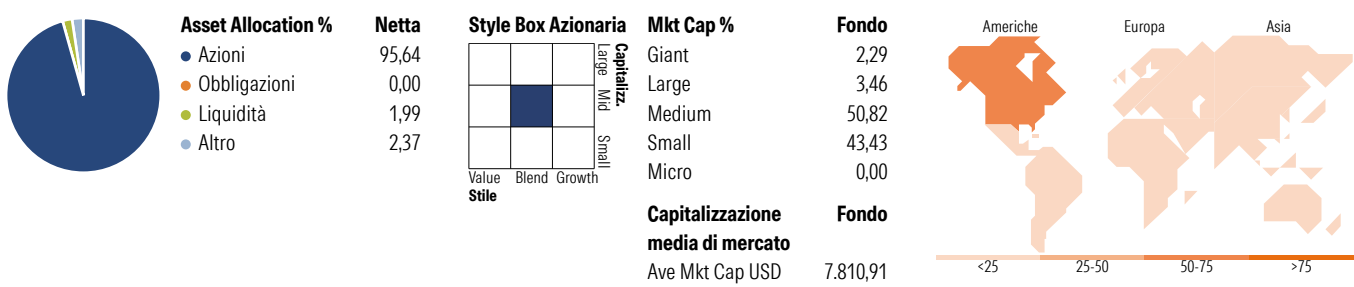 Asset Allocation % Netta
Azioni 95,64
Obbligazioni 0,00
Liquidità 1,99
Altro 2,37
Style Box Azionaria
Large
Mid
Small
Capitalizz.
Value Blend Growth
Stile
Mkt Cap % Fondo
Giant 2,29
Large 3,46
Medium 50,82
Small 43,43
Micro 0,00
Capitalizzazione Fondo
media di mercato
Ave Mkt Cap USD 7.810,91
Americhe Europa Asia
<25 25-50 50-75 >75